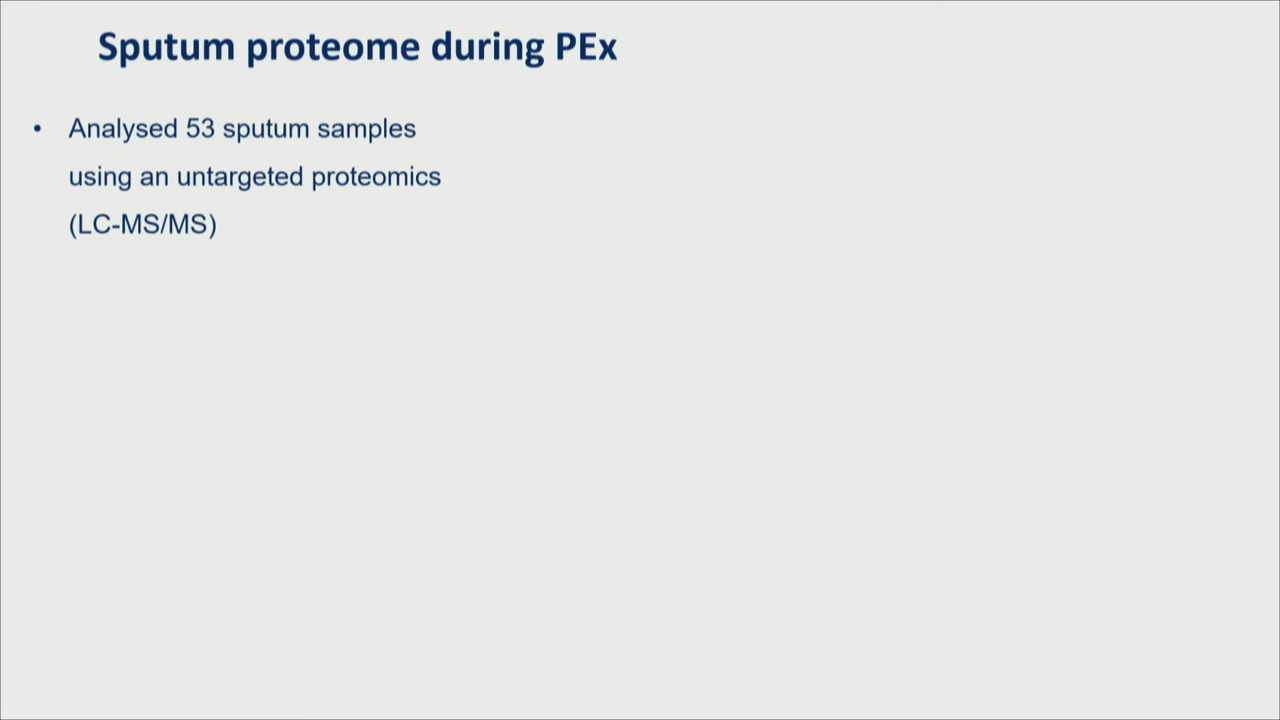 Sputum proteome during PEx
• Analysed 53 sputum samples
using an untargeted proteomics
(LC-MS/MS)